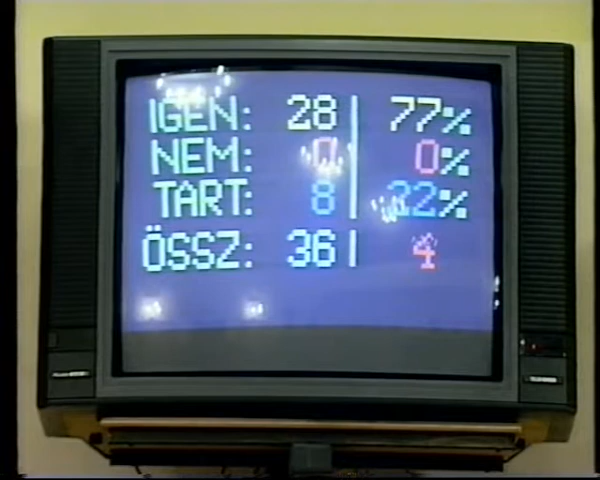 IGEN: 28 | 77%
NEM: 0 0%
TART: 8 | 22%
ÖSSZ: 36 | 4